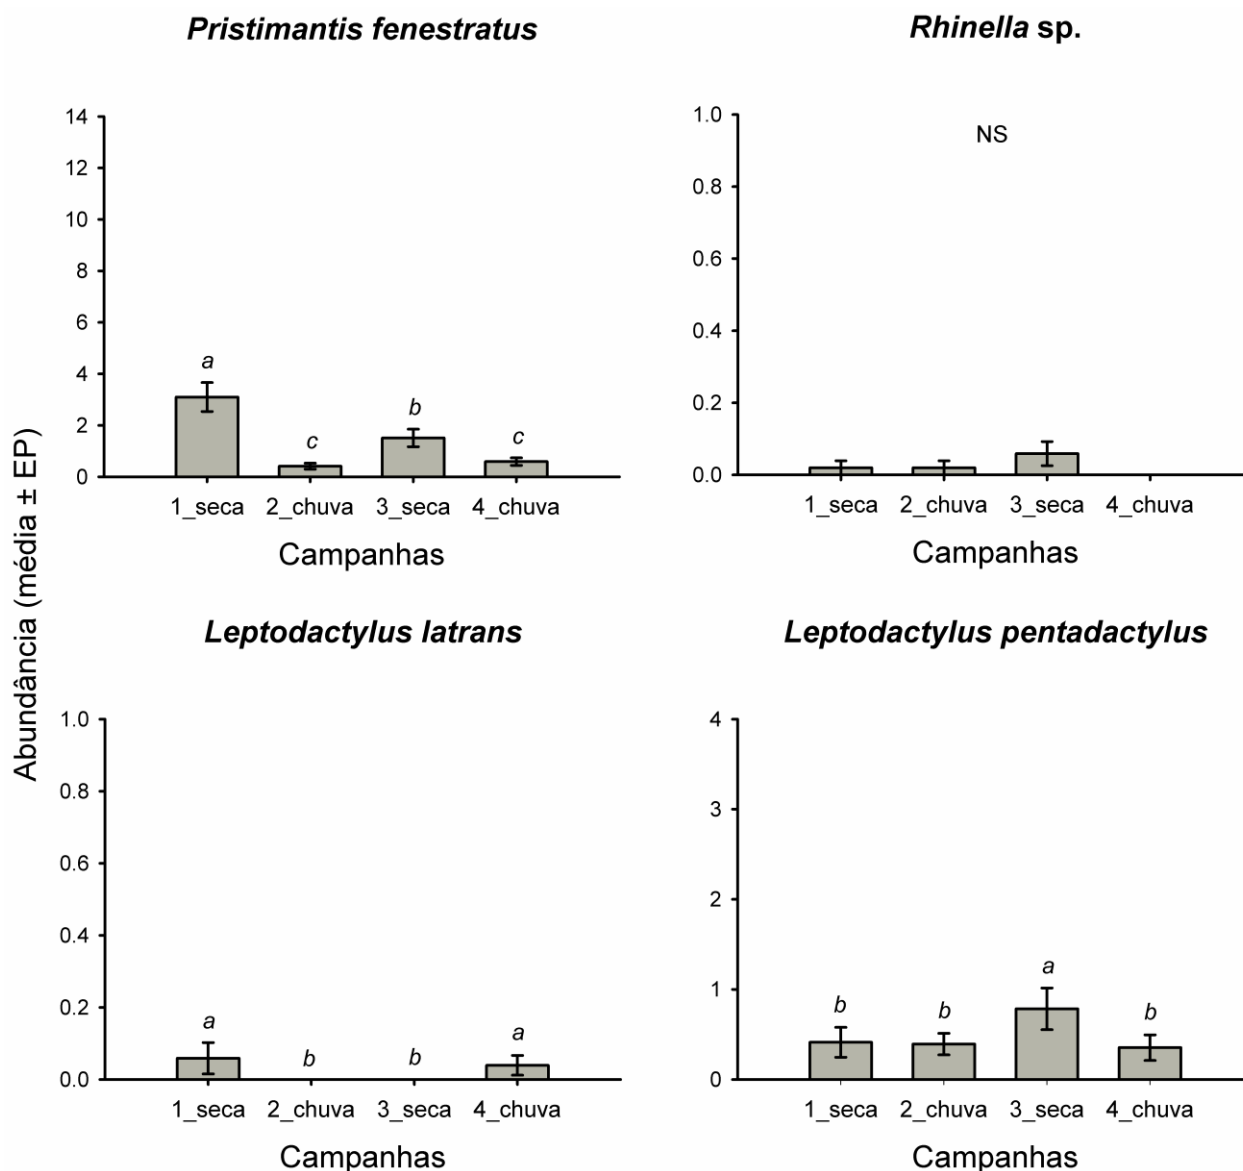 Pristimantis fenestratus
Rhinella sp.
14
12
10
8
6
4
2
0
a
c
b
c
1_seca 2_chuva 3_seca 4_chuva
Campanhas
1.0
0.8
0.6
0.4
0.2
0.0
NS
1_seca 2_chuva 3_seca 4_chuva
Campanhas
Abundância (média ± EP)
Leptodactylus latrans
Leptodactylus pentadactylus
1.0
0.8
0.6
0.4
0.2
0.0
a
b
b
a
1_seca 2_chuva 3_seca 4_chuva
Campanhas
4
3
2
1
0
b
b
a
b
1_seca 2_chuva 3_seca 4_chuva
Campanhas